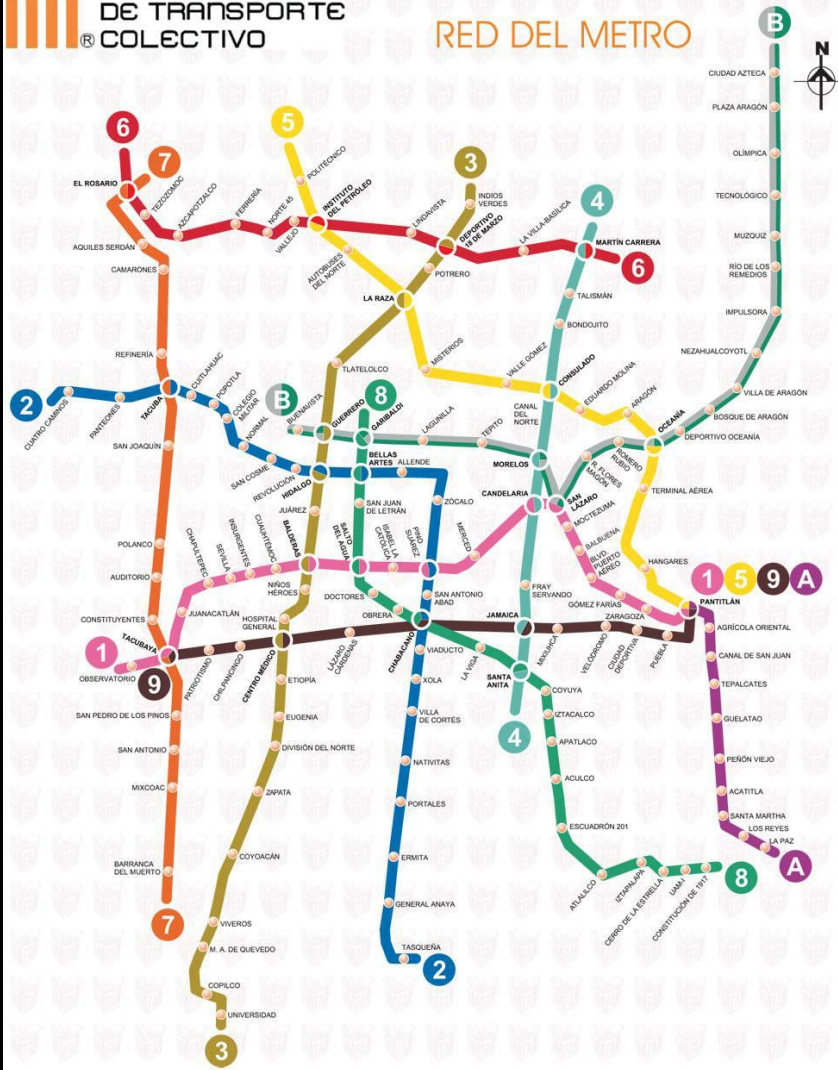 DE TRANSPORTE
® COLECTIVO
RED DEL METRO
B
N
CIUDAD AZTECA
PLAZA ARAGÓN
OLÍMPICA
TECNOLÓGICO
MUZQUIZ
RÍO DE LOS
REMEDIOS
IMPULSORA
NEZAHUALCOYOTL
VILLA DE ARAGÓN
BOSQUE DE ARAGÓN
DEPORTIVO OCEANÍA
OCEANÍA
ROMERO
RUBIO
R. FLORES
MAGÓN
SAN
LÁZARO
MORELOS
TEPITO
LAGUNILLA
GARIBALDI
GUERRERO
BUENAVISTA
B
6
EL ROSARIO
TEZOZOMOC
AZCAPOTZALCO
FERRERÍA
NORTE 45
VALLEJO
INSTITUTO
DEL PETRÓLEO
LINDAVISTA
DEPORTIVO
18 DE MARZO
LA VILLA-BASÍLICA
MARTÍN CARRERA
6
7
AQUILES SERDÁN
CAMARONES
REFINERÍA
TACUBA
SAN JOAQUÍN
POLANCO
AUDITORIO
CONSTITUYENTES
TACUBAYA
SAN PEDRO DE LOS PINOS
SAN ANTONIO
MIXCOAC
BARRANCA
DEL MUERTO
7
5
POLITÉCNICO
AUTOBUSES
DEL NORTE
LA RAZA
MISTERIOS
VALLE GÓMEZ
CONSULADO
EDUARDO MOLINA
ARAGÓN
TERMINAL AÉREA
HANGARES
1
5
9
A
PANTITLÁN
3
INDIOS
VERDES
POTRERO
TLATELOLCO
HIDALGO
JUÁREZ
BALDERAS
NIÑOS
HÉROES
HOSPITAL
GENERAL
CENTRO MÉDICO
ETIOPÍA
EUGENIA
DIVISIÓN DEL NORTE
ZAPATA
COYOACÁN
VIVEROS
M. A. DE QUEVEDO
COPILCO
UNIVERSIDAD
3
4
TALISMÁN
BONDOJITO
CANAL
DEL
NORTE
CANDELARIA
FRAY
SERVANDO
JAMAICA
SANTA
ANITA
4
2
CUATRO CAMINOS
PANTEONES
CUITLAHUAC
POPOTLA
COLEGIO
MILITAR
NORMAL
SAN COSME
REVOLUCIÓN
BELLAS
ARTES
ALLENDE
ZÓCALO
PINO
SUÁREZ
SAN ANTONIO
ABAD
CHABACANO
VIADUCTO
XOLA
VILLA
DE CORTÉS
NATIVITAS
PORTALES
ERMITA
GENERAL ANAYA
TASQUEÑA
2
8
SAN JUAN
DE LETRÁN
SALTO
DEL AGUA
DOCTORES
OBRERA
LA VIGA
COYUYA
IZTACALCO
APATLACO
ACULCO
ESCUADRÓN 201
ATLALILCO
IZTAPALAPA
CERRO DE LA ESTRELLA
UAM-I
CONSTITUCIÓN DE 1917
8
1
OBSERVATORIO
JUANACATLÁN
CHAPULTEPEC
SEVILLA
INSURGENTES
CUAUHTÉMOC
ISABEL LA
CATÓLICA
MERCED
MOCTEZUMA
BALBUENA
BLVD.
PUERTO
AÉREO
GÓMEZ FARÍAS
ZARAGOZA
9
PATRIOTISMO
CHILPANCINGO
LÁZARO
CÁRDENAS
MIXIUHCA
VELÓDROMO
CIUDAD
DEPORTIVA
PUEBLA
AGRÍCOLA ORIENTAL
CANAL DE SAN JUAN
TEPALCATES
GUELATAO
PEÑÓN VIEJO
ACATITLA
SANTA MARTHA
LOS REYES
LA PAZ
A